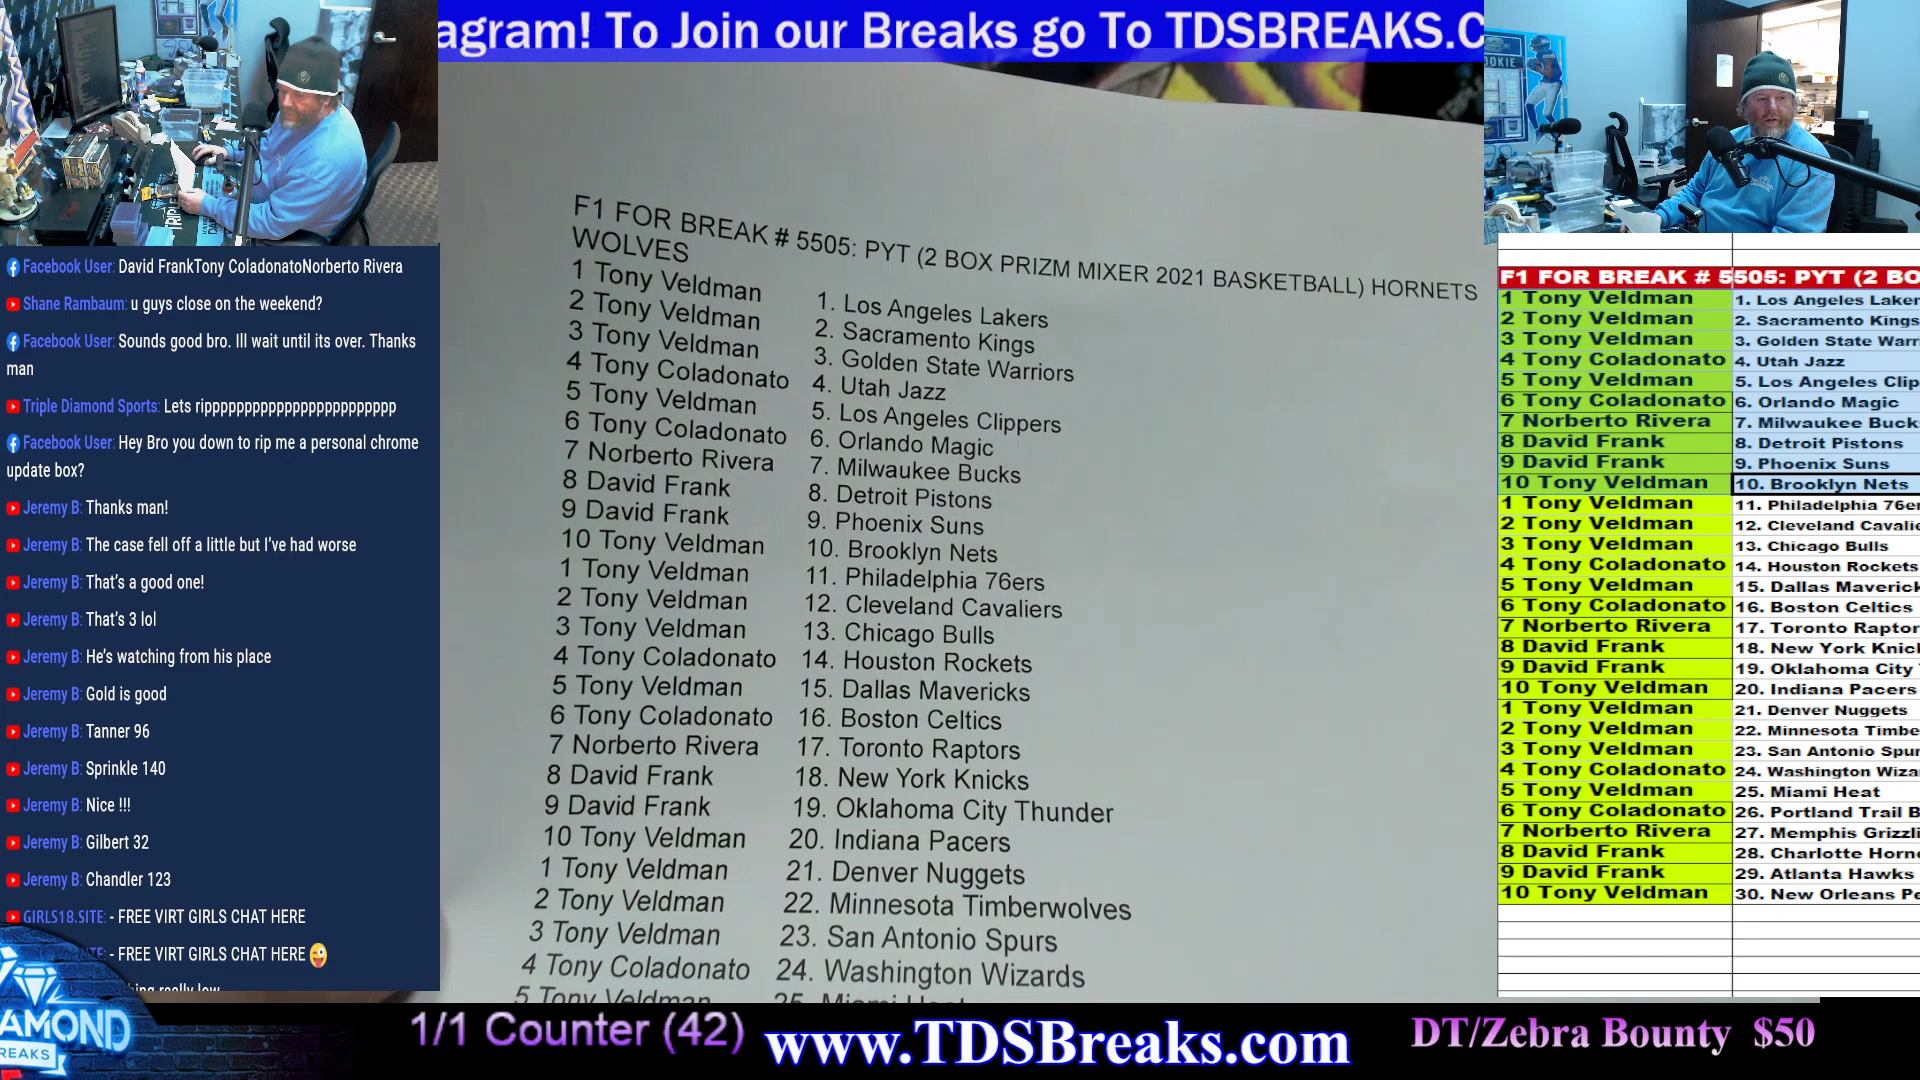 agram! To Join our Breaks go To TDSBREAKS.C
OOKIE
Facebook User: David FrankTony ColadonatoNorberto Rivera
Shane Rambaum: u guys close on the weekend?
Facebook User: Sounds good bro. Ill wait until its over. Thanks
man
Triple Diamond Sports: Lets rippppppppppppppppppppppp
Facebook User: Hey Bro you down to rip me a personal chrome
update box?
Jeremy B: Thanks man!
Jeremy B: The case fell off a little but I've had worse
Jeremy B: That's a good one!
Jeremy B: That's 3 lol
Jeremy B: He's watching from his place
Jeremy B: Gold is good
Jeremy B: Tanner 96
Jeremy B: Sprinkle 140
Jeremy B: Nice !!!
Jeremy B: Gilbert 32
Jeremy B: Chandler 123
GIRLS18.SITE: - FREE VIRT GIRLS CHAT HERE
TE: - FREE VIRT GIRLS CHAT HERE 😜
hing really low
F1 FOR BREAK # 5505: PYT (2 BOX PRIZM MIXER 2021 BASKETBALL) HORNETS
WOLVES
1 Tony Veldman 1. Los Angeles Lakers
2 Tony Veldman 2. Sacramento Kings
3 Tony Veldman 3. Golden State Warriors
4 Tony Coladonato 4. Utah Jazz
5 Tony Veldman 5. Los Angeles Clippers
6 Tony Coladonato 6. Orlando Magic
7 Norberto Rivera 7. Milwaukee Bucks
8 David Frank 8. Detroit Pistons
9 David Frank 9. Phoenix Suns
10 Tony Veldman 10. Brooklyn Nets
1 Tony Veldman 11. Philadelphia 76ers
2 Tony Veldman 12. Cleveland Cavaliers
3 Tony Veldman 13. Chicago Bulls
4 Tony Coladonato 14. Houston Rockets
5 Tony Veldman 15. Dallas Mavericks
6 Tony Coladonato 16. Boston Celtics
7 Norberto Rivera 17. Toronto Raptors
8 David Frank 18. New York Knicks
9 David Frank 19. Oklahoma City Thunder
10 Tony Veldman 20. Indiana Pacers
1 Tony Veldman 21. Denver Nuggets
2 Tony Veldman 22. Minnesota Timberwolves
3 Tony Veldman 23. San Antonio Spurs
4 Tony Coladonato 24. Washington Wizards
5 Tony Veldman 25. Miami Heat
F1 FOR BREAK # 5505: PYT (2 BO
1 Tony Veldman 1. Los Angeles Laker
2 Tony Veldman 2. Sacramento Kings
3 Tony Veldman 3. Golden State Warr
4 Tony Coladonato 4. Utah Jazz
5 Tony Veldman 5. Los Angeles Clip
6 Tony Coladonato 6. Orlando Magic
7 Norberto Rivera 7. Milwaukee Bucks
8 David Frank 8. Detroit Pistons
9 David Frank 9. Phoenix Suns
10 Tony Veldman 10. Brooklyn Nets
1 Tony Veldman 11. Philadelphia 76er
2 Tony Veldman 12. Cleveland Cavalie
3 Tony Veldman 13. Chicago Bulls
4 Tony Coladonato 14. Houston Rockets
5 Tony Veldman 15. Dallas Maverick
6 Tony Coladonato 16. Boston Celtics
7 Norberto Rivera 17. Toronto Raptor
8 David Frank 18. New York Knick
9 David Frank 19. Oklahoma City
10 Tony Veldman 20. Indiana Pacers
1 Tony Veldman 21. Denver Nuggets
2 Tony Veldman 22. Minnesota Timbe
3 Tony Veldman 23. San Antonio Spur
4 Tony Coladonato 24. Washington Wiza
5 Tony Veldman 25. Miami Heat
6 Tony Coladonato 26. Portland Trail B
7 Norberto Rivera 27. Memphis Grizzli
8 David Frank 28. Charlotte Horne
9 David Frank 29. Atlanta Hawks
10 Tony Veldman 30. New Orleans Pe
AMOND
REAKS
1/1 Counter (42)
www.TDSBreaks.com
DT/Zebra Bounty $50